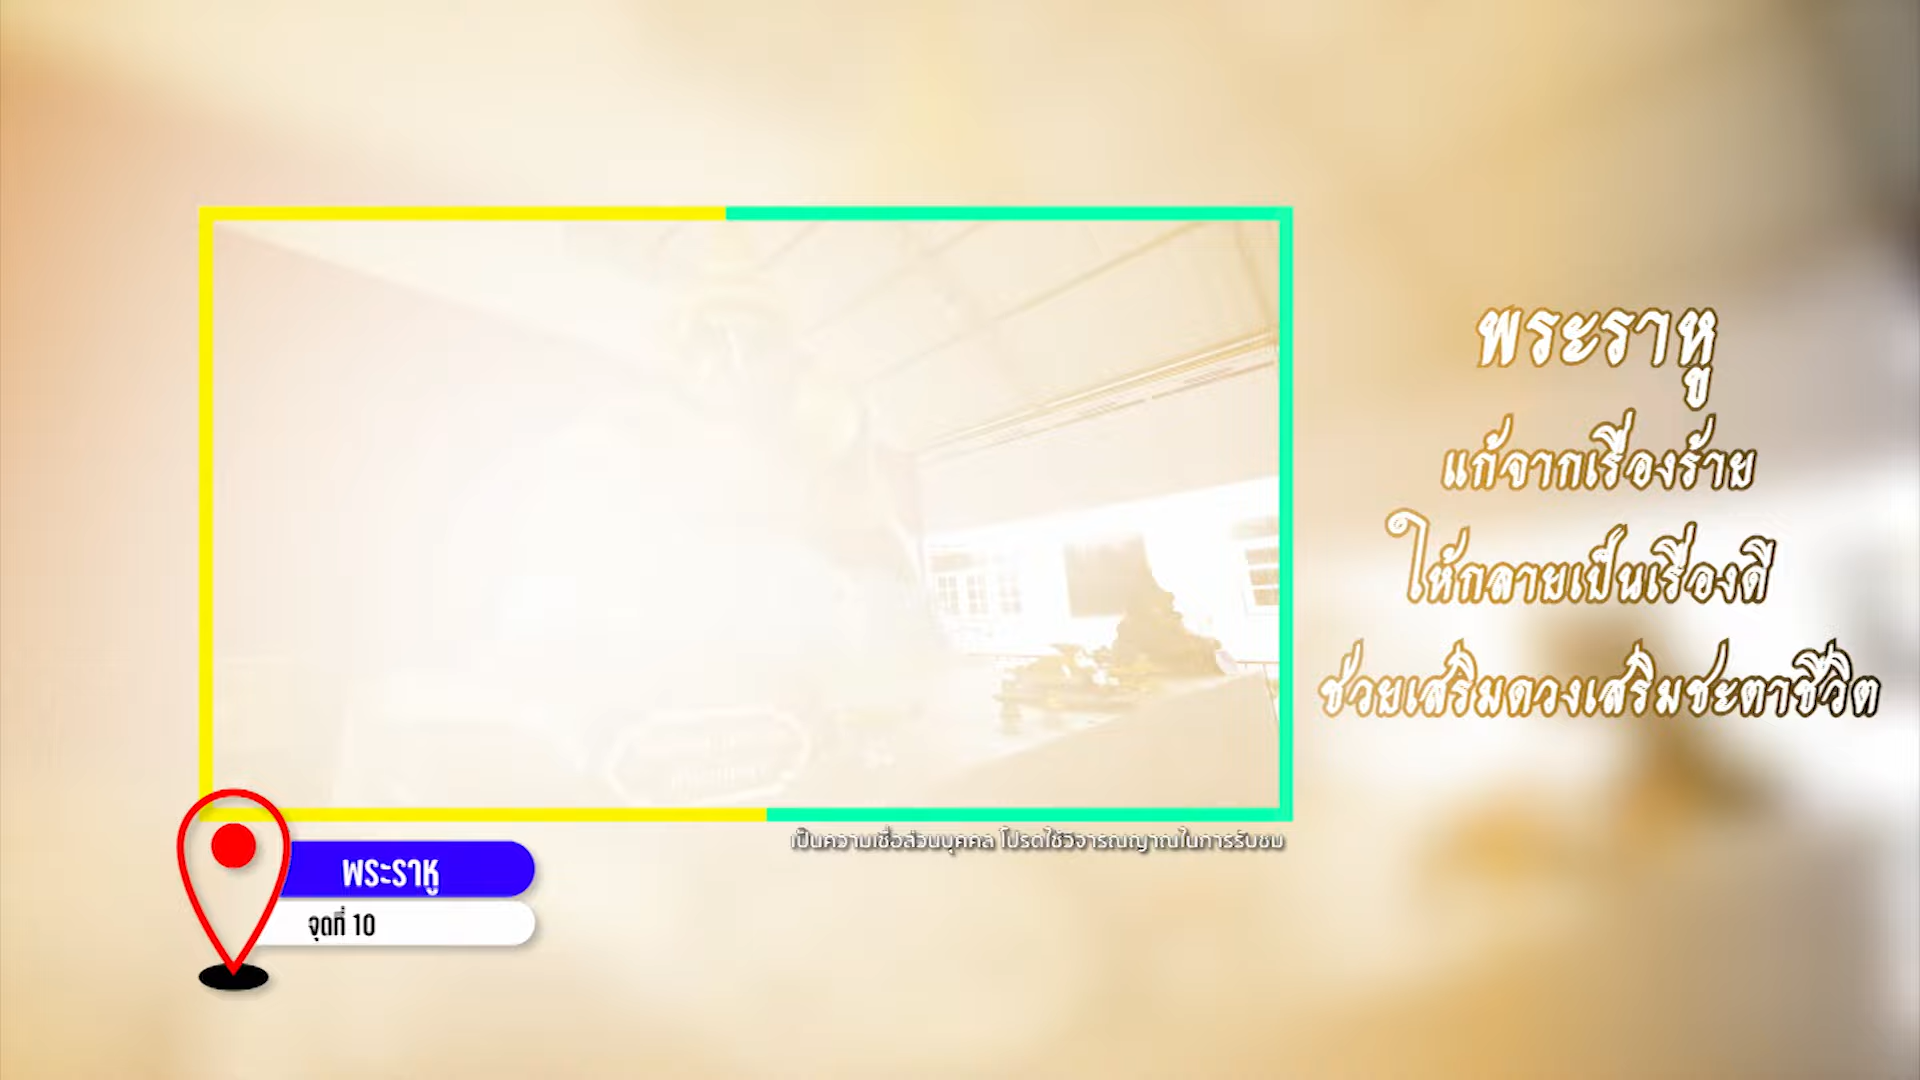 พระราหู
แก้จากเรื่องร้าย
ให้กลายเป็นเรื่องดี
ช่วยเสริมดวงเสริมชะตาชีวิต
เป็นความเชื่อส่วนบุคคล โปรดใช้วิจารณญาณในการรับชม
พระราหู
จุดที่ 10